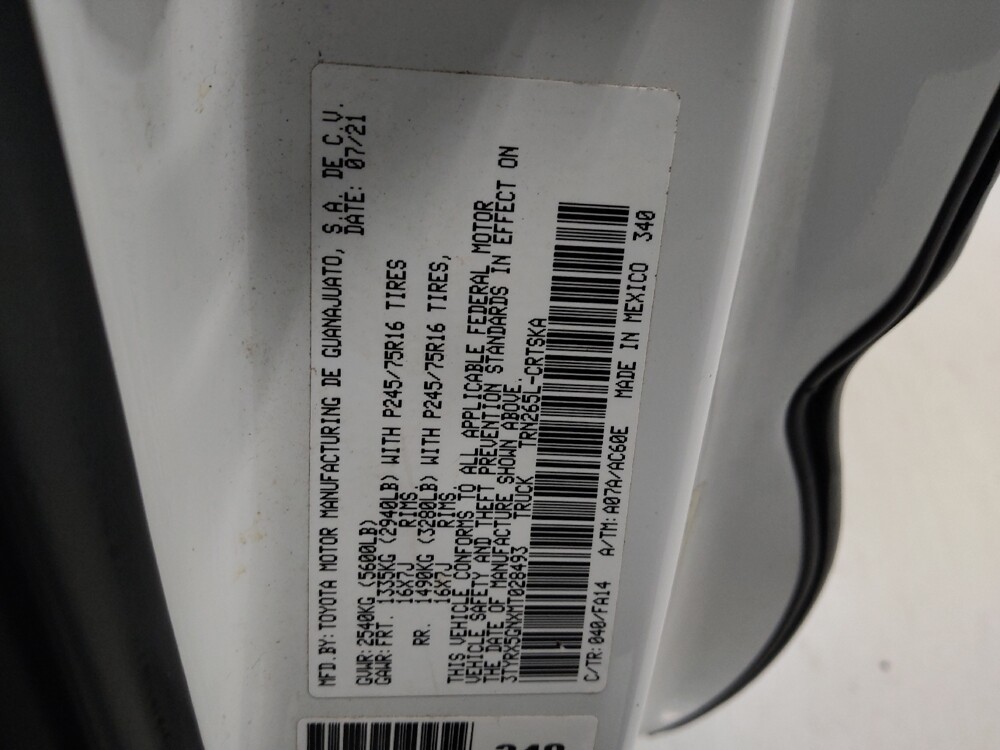 MFD.BY:TOYOTA MOTOR MANUFACTURING DE GUANAJUATO, S.A. DE C.V.
DATE: 07/21
GVWR:2540KG (5600LB)
GAWR:FRT. 1335KG (2940LB) WITH P245/75R16 TIRES
16X7J RIMS.
RR. 1490KG (3280LB) WITH P245/75R16 TIRES,
16X7J RIMS.
THIS VEHICLE CONFORMS TO ALL APPLICABLE FEDERAL MOTOR
VEHICLE SAFETY AND THEFT PREVENTION STANDARDS IN EFFECT ON
THE DATE OF MANUFACTURE SHOWN ABOVE.
3TYRX5GNXMT028493 TRUCK TRN265L-CRTSKA
C/TR:040/FA14 A/TM:A07A/AC60E MADE IN MEXICO 340